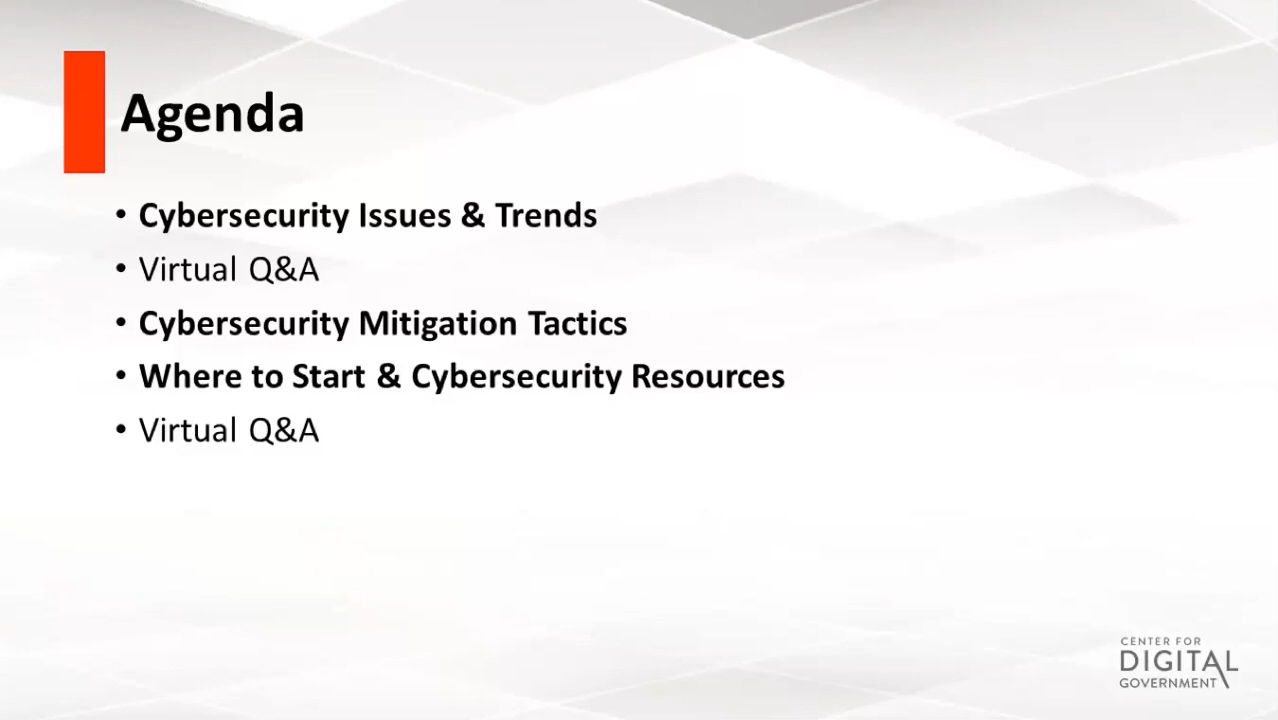 Agenda
• Cybersecurity Issues & Trends
• Virtual Q&A
• Cybersecurity Mitigation Tactics
• Where to Start & Cybersecurity Resources
• Virtual Q&A
CENTER FOR
DIGITAL
GOVERNMENT